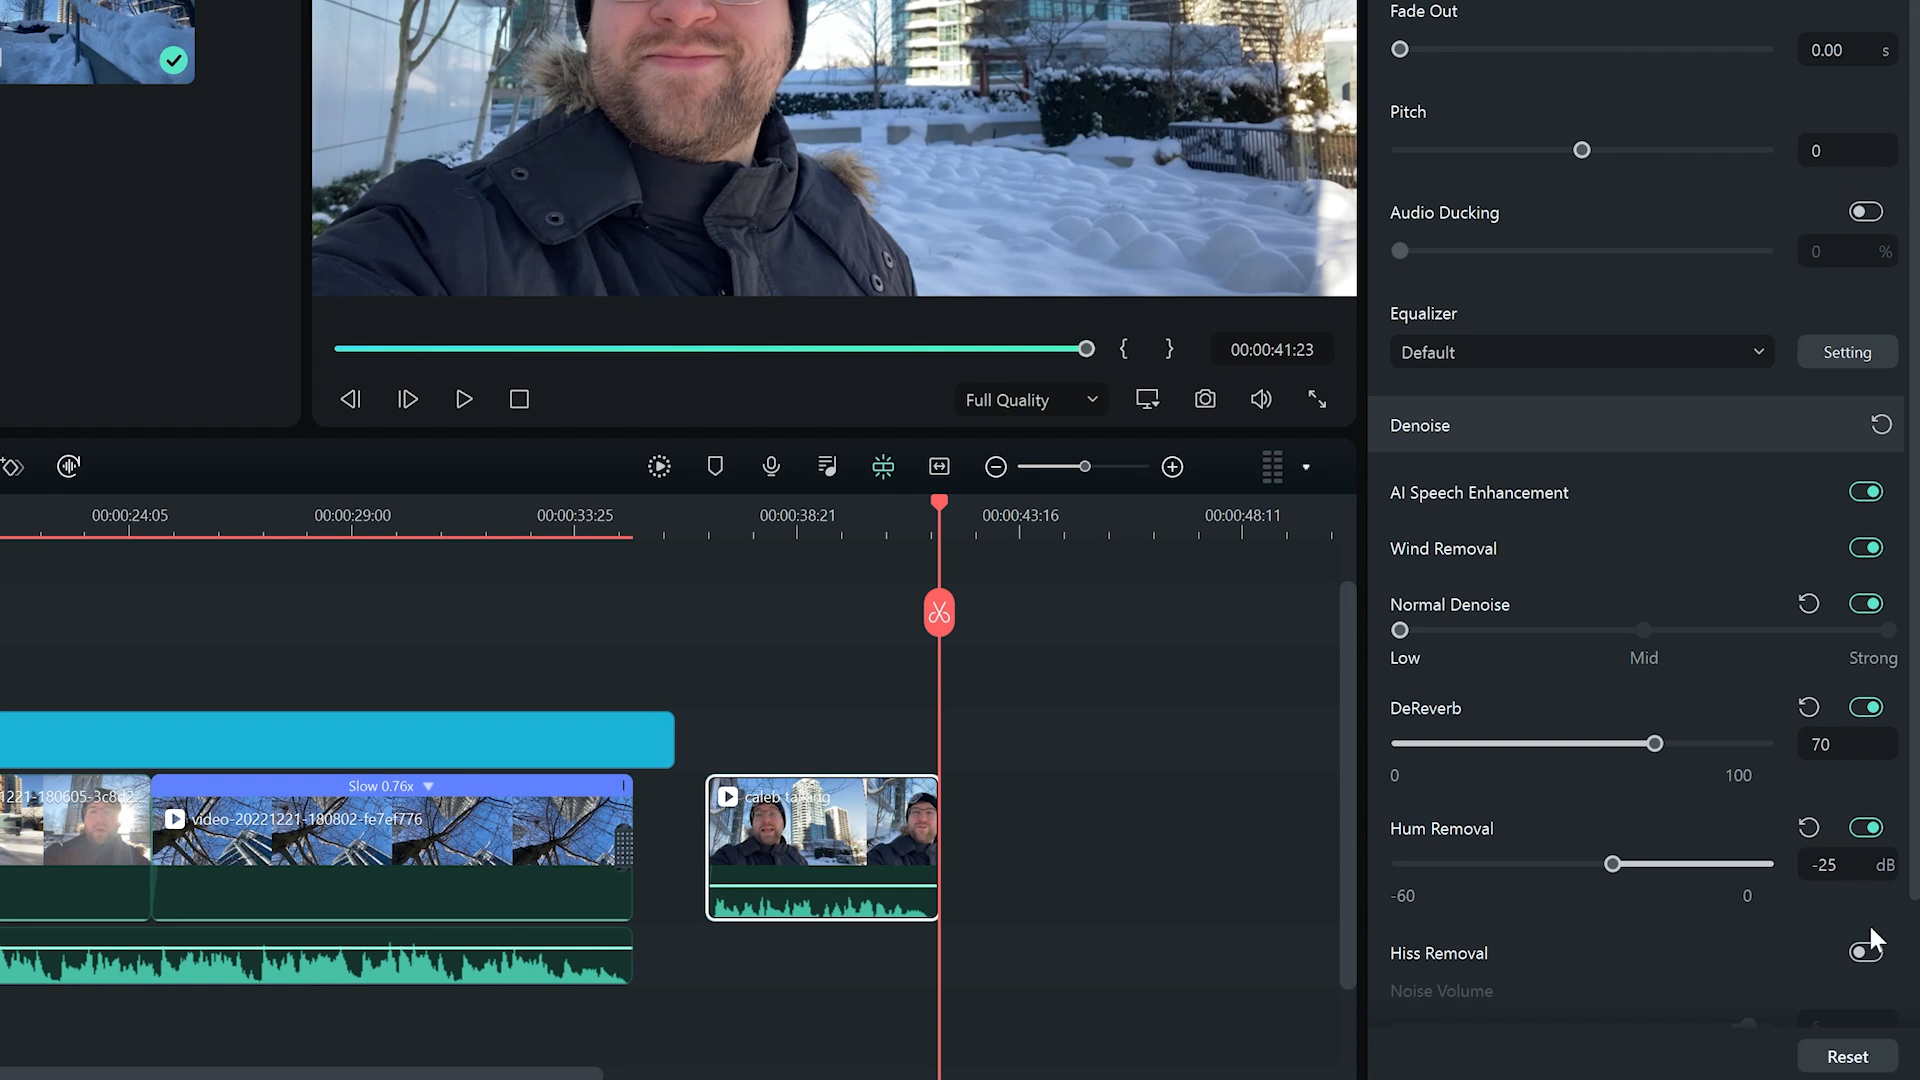 Fade Out
0.00 s
Pitch
0
Audio Ducking
0 %
Equalizer
Default
Setting
00:00:41:23
Full Quality
Denoise
AI Speech Enhancement
Wind Removal
Normal Denoise
Low Mid Strong
DeReverb
70
0 100
Hum Removal
-25 dB
-60 0
Hiss Removal
Noise Volume
Reset
00:00:24:05 00:00:29:00 00:00:33:25 00:00:38:21 00:00:43:16 00:00:48:11
Slow 0.76x
1221-180605-3c8d2...
video-20221221-180802-fe7ef776
caleb talking